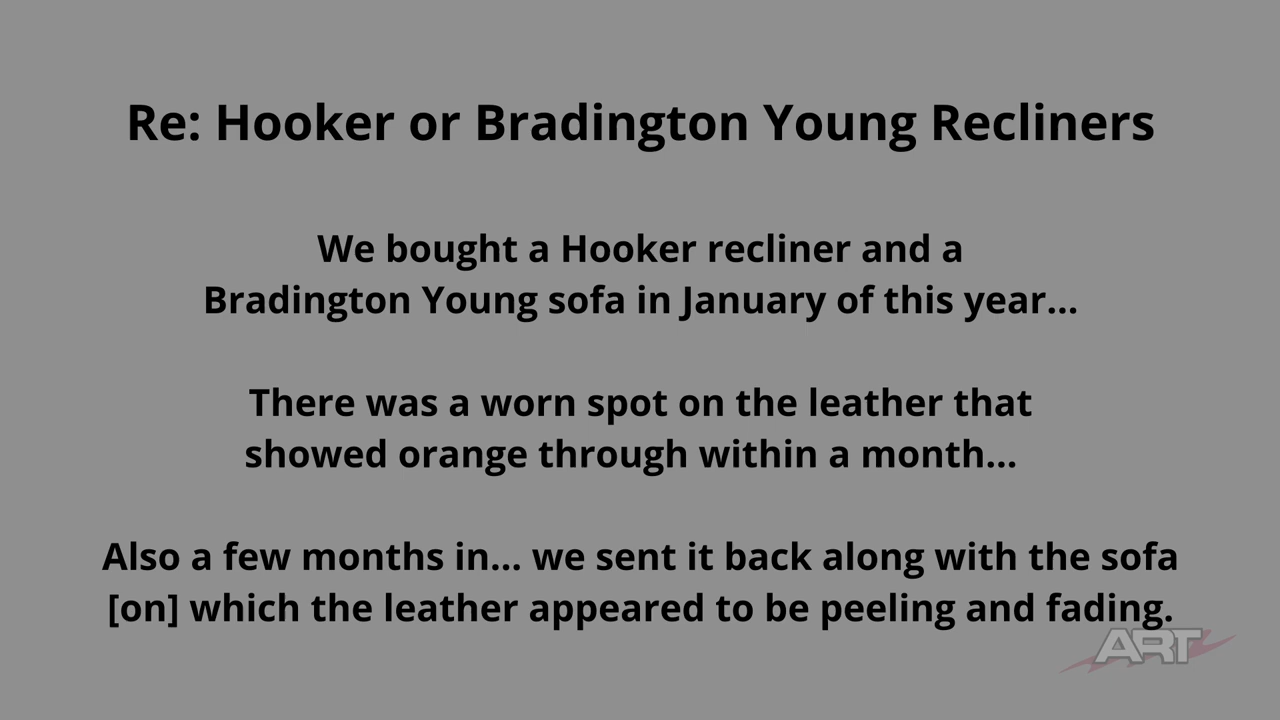 Re: Hooker or Bradington Young Recliners
We bought a Hooker recliner and a
Bradington Young sofa in January of this year...
There was a worn spot on the leather that
showed orange through within a month...
Also a few months in... we sent it back along with the sofa
[on] which the leather appeared to be peeling and fading.
ART